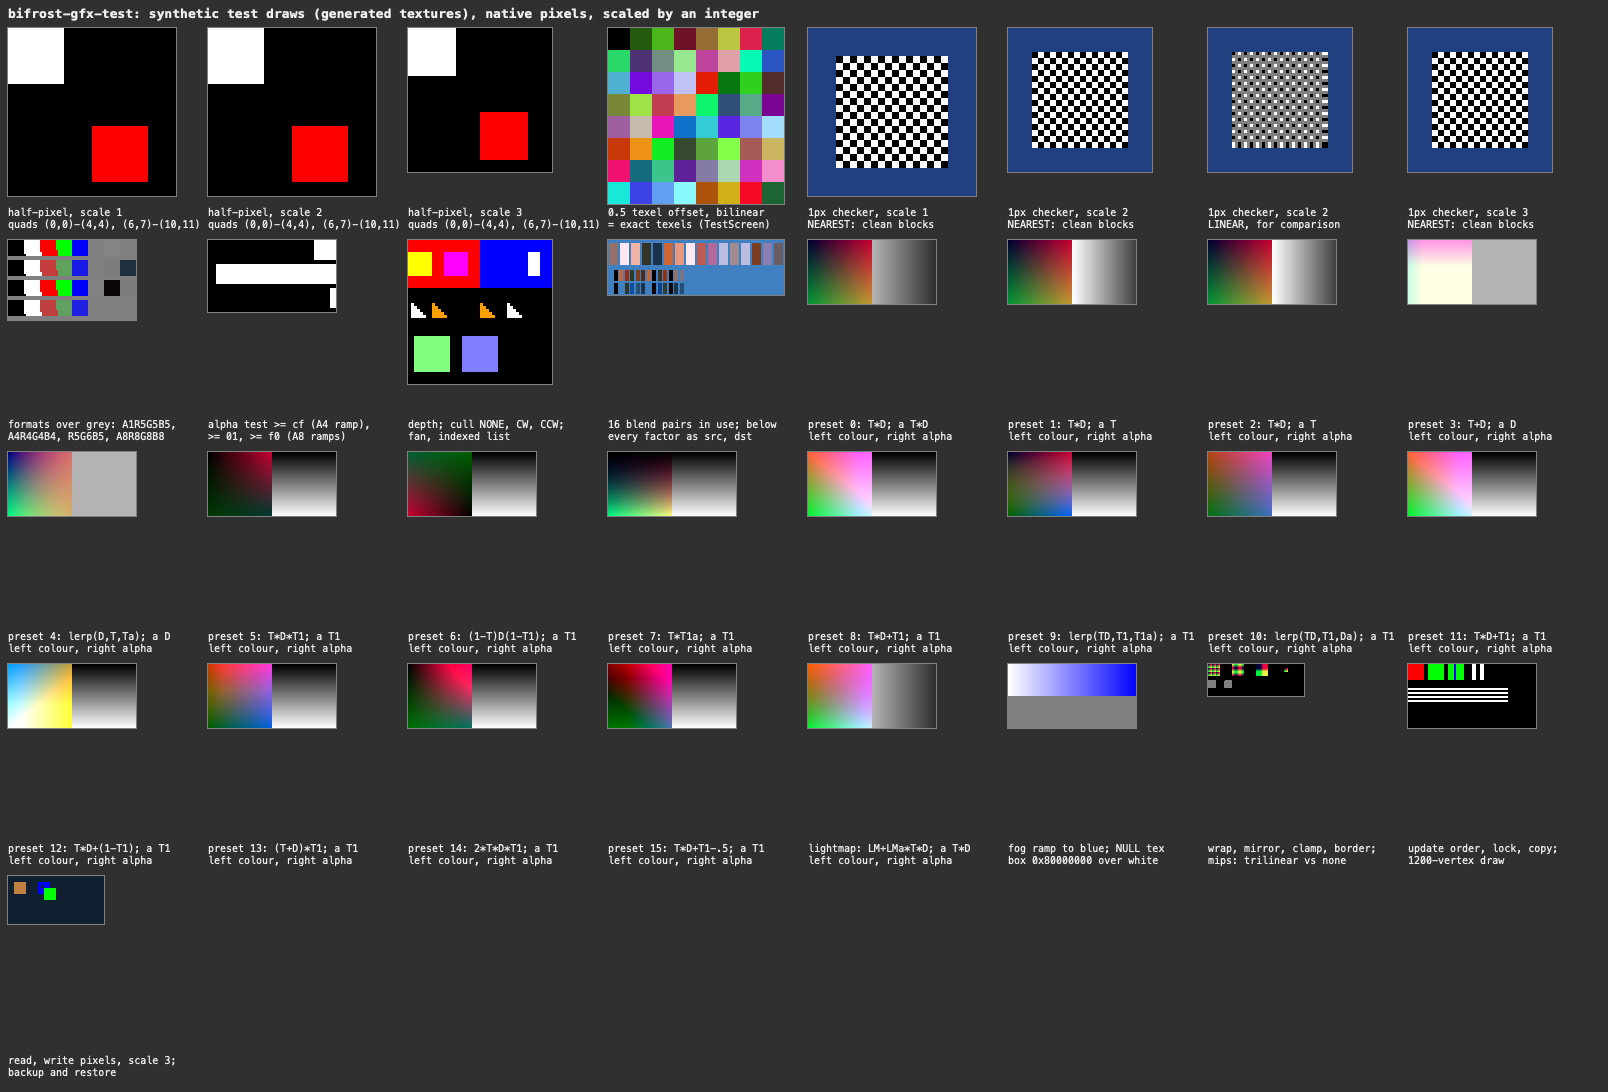 bifrost-gfx-test: synthetic test draws (generated textures), native pixels, scaled by an integer
half-pixel, scale 1
quads (0,0)-(4,4), (6,7)-(10,11)
half-pixel, scale 2
quads (0,0)-(4,4), (6,7)-(10,11)
half-pixel, scale 3
quads (0,0)-(4,4), (6,7)-(10,11)
0.5 texel offset, bilinear
= exact texels (TestScreen)
1px checker, scale 1
NEAREST: clean blocks
1px checker, scale 2
NEAREST: clean blocks
1px checker, scale 2
LINEAR, for comparison
1px checker, scale 3
NEAREST: clean blocks
formats over grey: A1R5G5B5,
A4R4G4B4, R5G6B5, A8R8G8B8
alpha test >= cf (A4 ramp),
>= 01, >= f0 (A8 ramps)
depth; cull NONE, CW, CCW;
fan, indexed list
16 blend pairs in use; below
every factor as src, dst
preset 0: T*D; a T*D
left colour, right alpha
preset 1: T*D; a T
left colour, right alpha
preset 2: T*D; a T
left colour, right alpha
preset 3: T+D; a D
left colour, right alpha
preset 4: lerp(D,T,Ta); a D
left colour, right alpha
preset 5: T*D*T1; a T1
left colour, right alpha
preset 6: (1-T)D(1-T1); a T1
left colour, right alpha
preset 7: T*T1a; a T1
left colour, right alpha
preset 8: T*D+T1; a T1
left colour, right alpha
preset 9: lerp(TD,T1,T1a); a T1
left colour, right alpha
preset 10: lerp(TD,T1,Da); a T1
left colour, right alpha
preset 11: T*D+T1; a T1
left colour, right alpha
preset 12: T*D+(1-T1); a T1
left colour, right alpha
preset 13: (T+D)*T1; a T1
left colour, right alpha
preset 14: 2*T*D*T1; a T1
left colour, right alpha
preset 15: T*D+T1-.5; a T1
left colour, right alpha
lightmap: LM+LMa*T*D; a T*D
left colour, right alpha
fog ramp to blue; NULL tex
box 0x80000000 over white
wrap, mirror, clamp, border;
mips: trilinear vs none
update order, lock, copy;
1200-vertex draw
read, write pixels, scale 3;
backup and restore